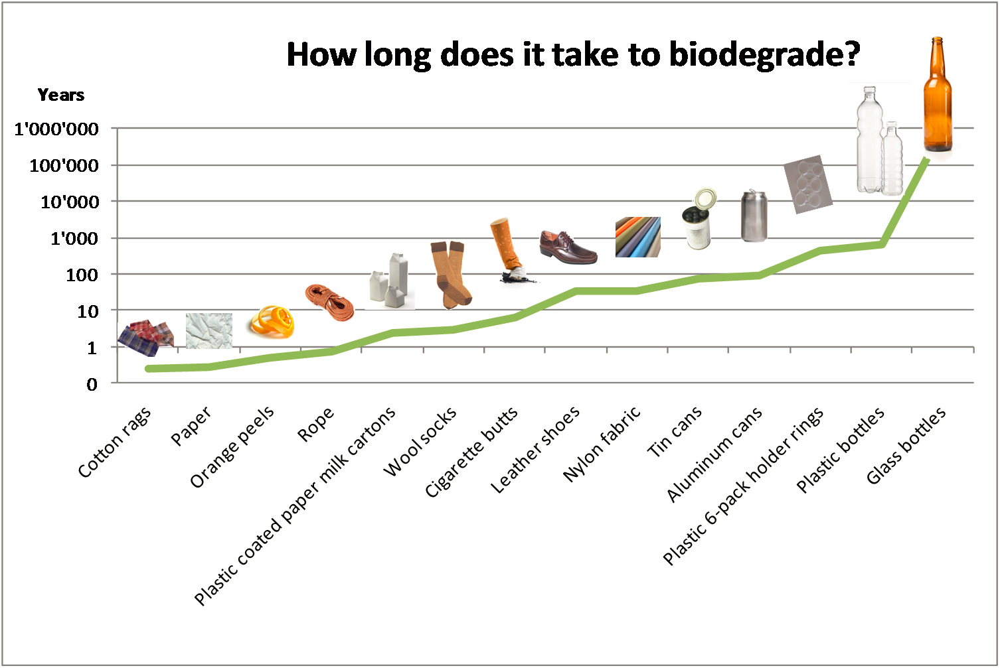 How long does it take to biodegrade?
Years
1'000'000
100'000
10'000
1'000
100
10
1
0
Cotton rags
Paper
Orange peels
Rope
Plastic coated paper milk cartons
Wool socks
Cigarette butts
Leather shoes
Nylon fabric
Tin cans
Aluminum cans
Plastic 6-pack holder rings
Plastic bottles
Glass bottles